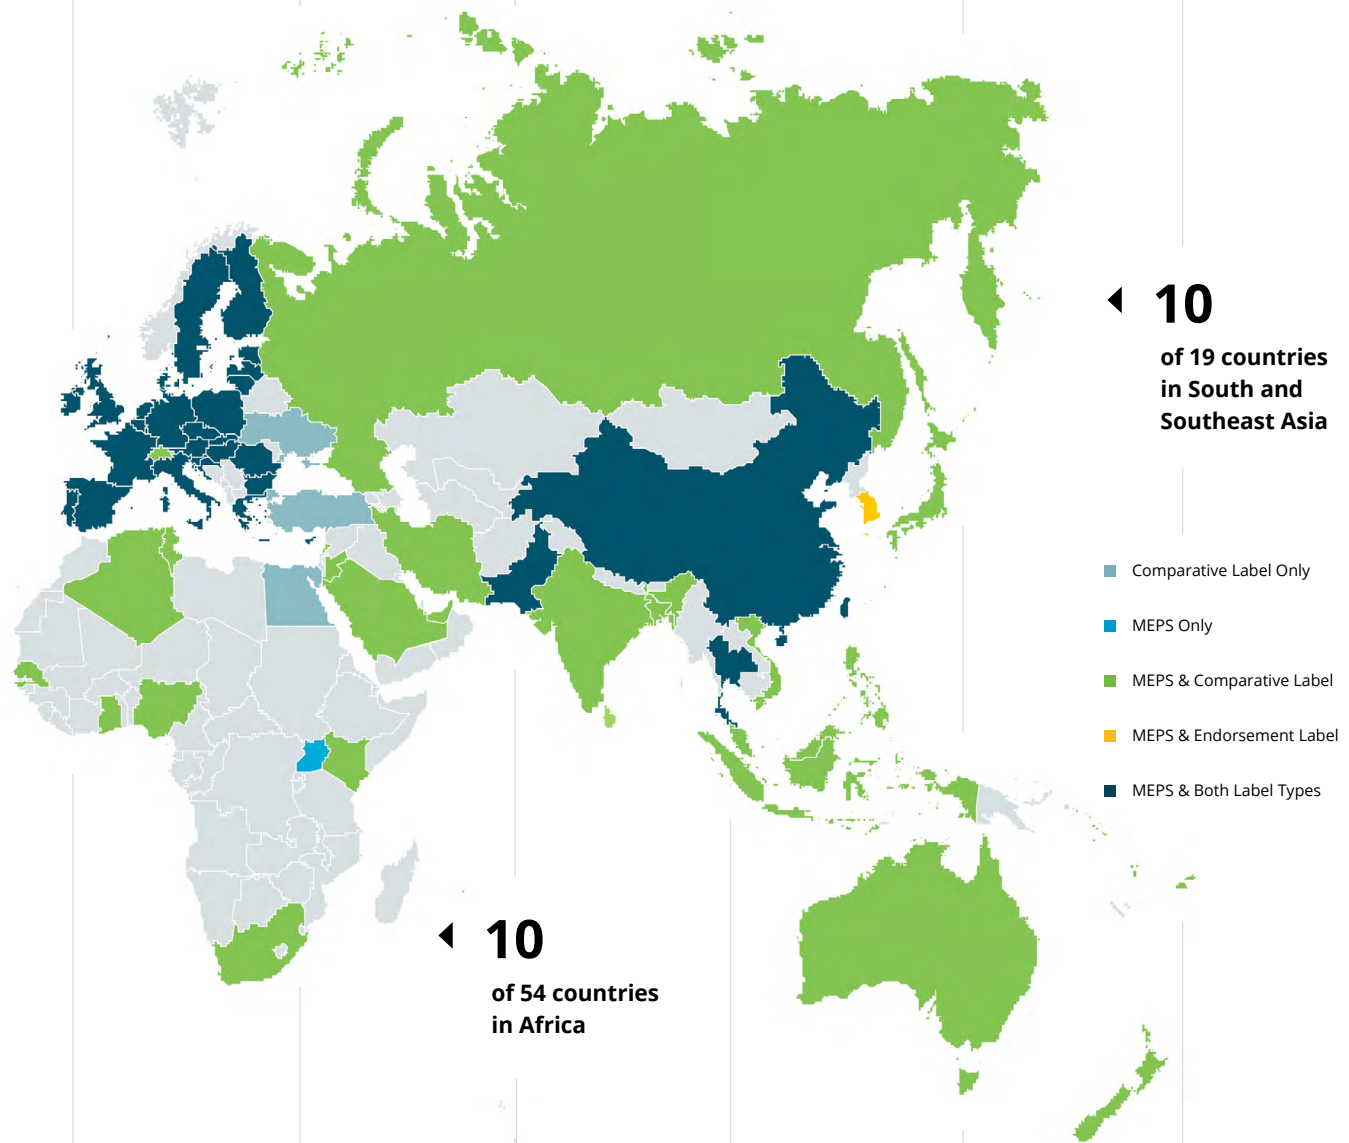 10
of 19 countries
in South and
Southeast Asia
Comparative Label Only
MEPS Only
MEPS & Comparative Label
MEPS & Endorsement Label
MEPS & Both Label Types
10
of 54 countries
in Africa